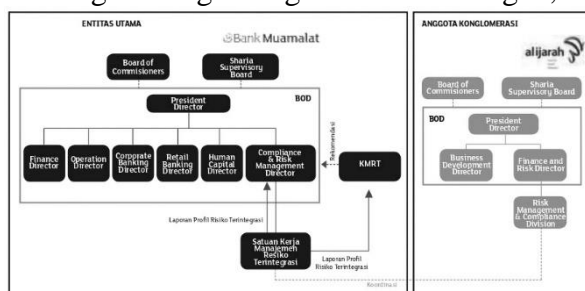 ENTITAS UTAMA
Bank Muamalat
Board of
Commisioners
Sharia
Supervisory
Board
BOD
President
Director
Finance
Director
Operation
Director
Corporate
Banking
Director
Retail
Banking
Director
Human
Capital
Director
Compliance
& Risk
Management
Director
Rekomendasi
KMRT
Laporan Profil Risiko Terintegrasi
Satuan Kerja
Manajemen
Resiko
Terintegrasi
Laporan Profil
Risiko Terintegrasi
Koordinasi
ANGGOTA KONGLOMERASI
alijarah
Board of
Commisioners
Sharia
Supervisory
Board
BOD
President
Director
Business
Development
Director
Finance and
Risk Director
Risk
Management
& Compliance
Division